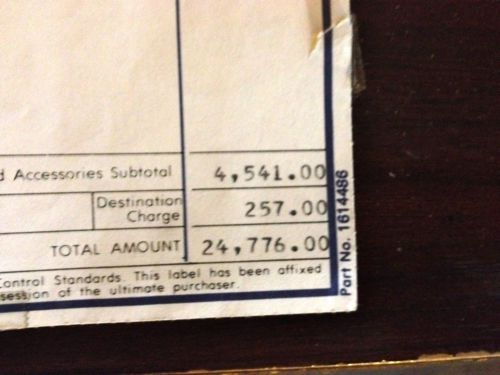 Accessories Subtotal 4,541.00
Destination
Charge 257.00
TOTAL AMOUNT 24,776.00
Control Standards. This label has been affixed
session of the ultimate purchaser.
Part No. 1614486